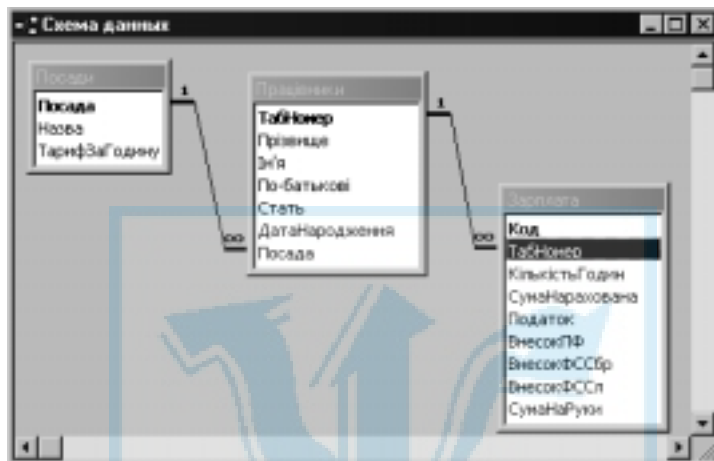 Схема данных
Посади
Посада
Назва
ТарифЗаГодину
1
∞
Працівники
ТабНомер
Прізвище
Ім'я
По-батькові
Стать
ДатаНародження
Посада
1
∞
Зарплата
Код
ТабНомер
КількістьГодин
СумаНарахована
Податок
ВнесокПФ
ВнесокФССбр
ВнесокФССл
СумаНаРуки